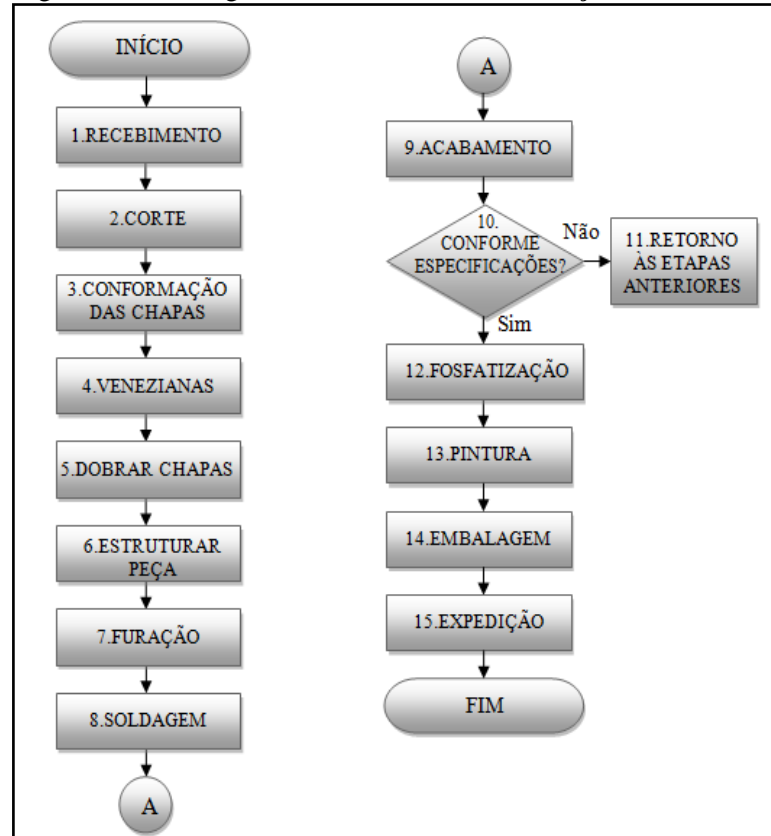 INÍCIO
1.RECEBIMENTO
2.CORTE
3.CONFORMAÇÃO
DAS CHAPAS
4.VENEZIANAS
5.DOBRAR CHAPAS
6.ESTRUTURAR
PEÇA
7.FURAÇÃO
8.SOLDAGEM
A
A
9.ACABAMENTO
10.
CONFORME
ESPECIFICAÇÕES?
Não
11.RETORNO
ÀS ETAPAS
ANTERIORES
Sim
12.FOSFATIZAÇÃO
13.PINTURA
14.EMBALAGEM
15.EXPEDIÇÃO
FIM